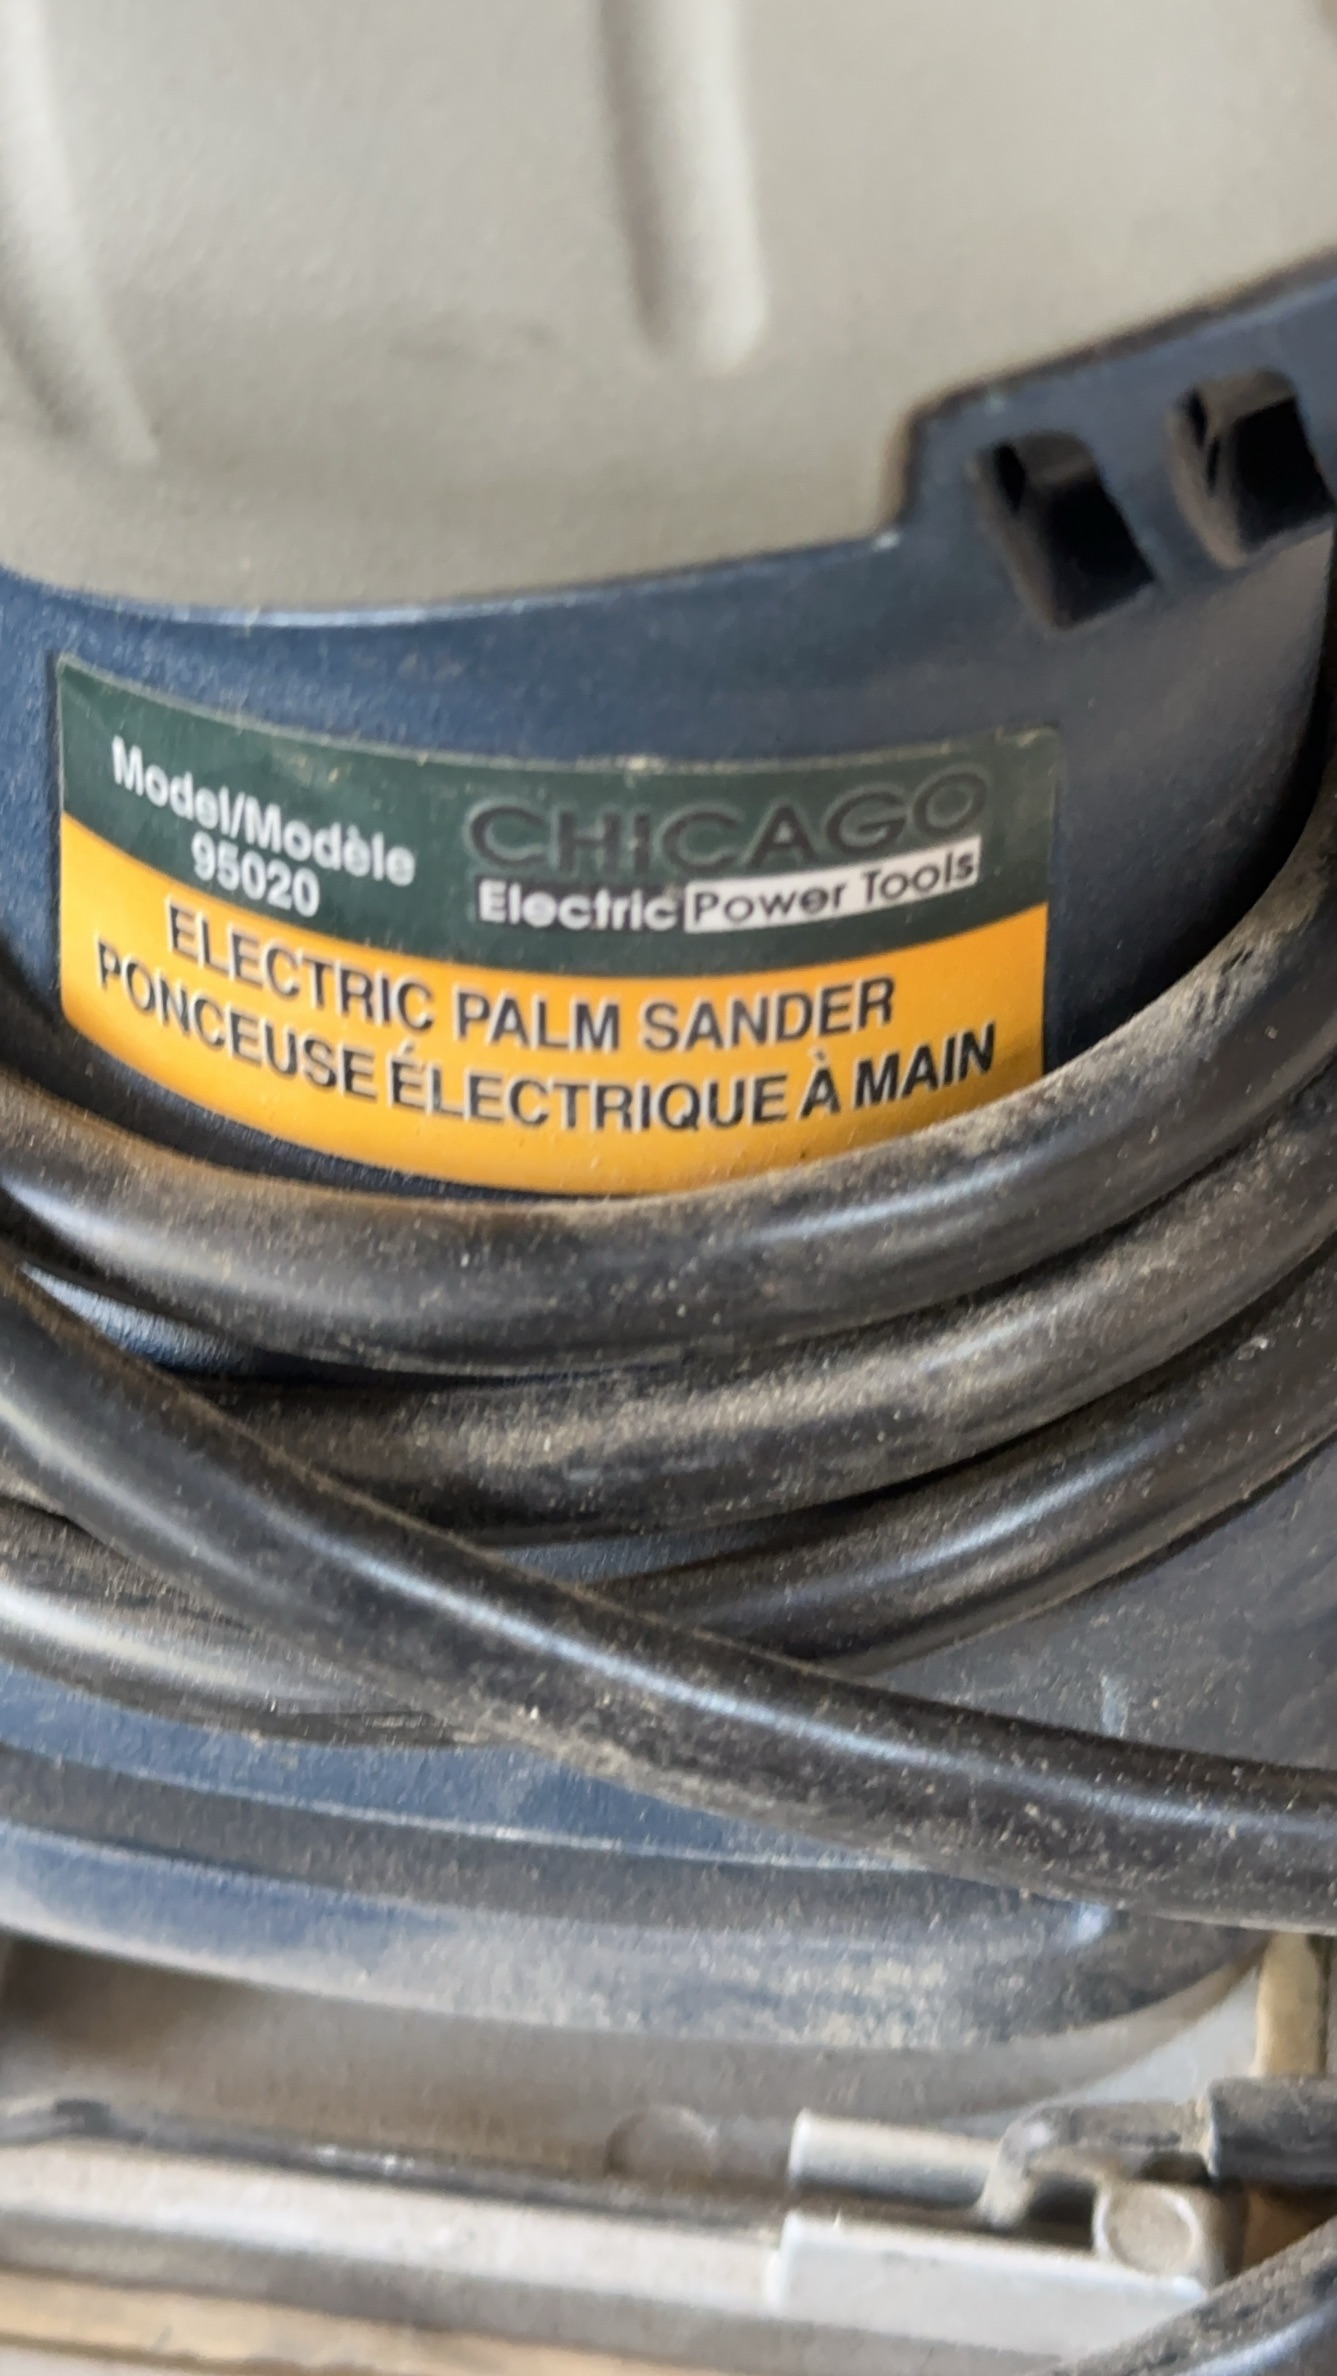 Model/Modèle
95020
CHICAGO
Electric Power Tools
ELECTRIC PALM SANDER
PONCEUSE ÉLECTRIQUE À MAIN